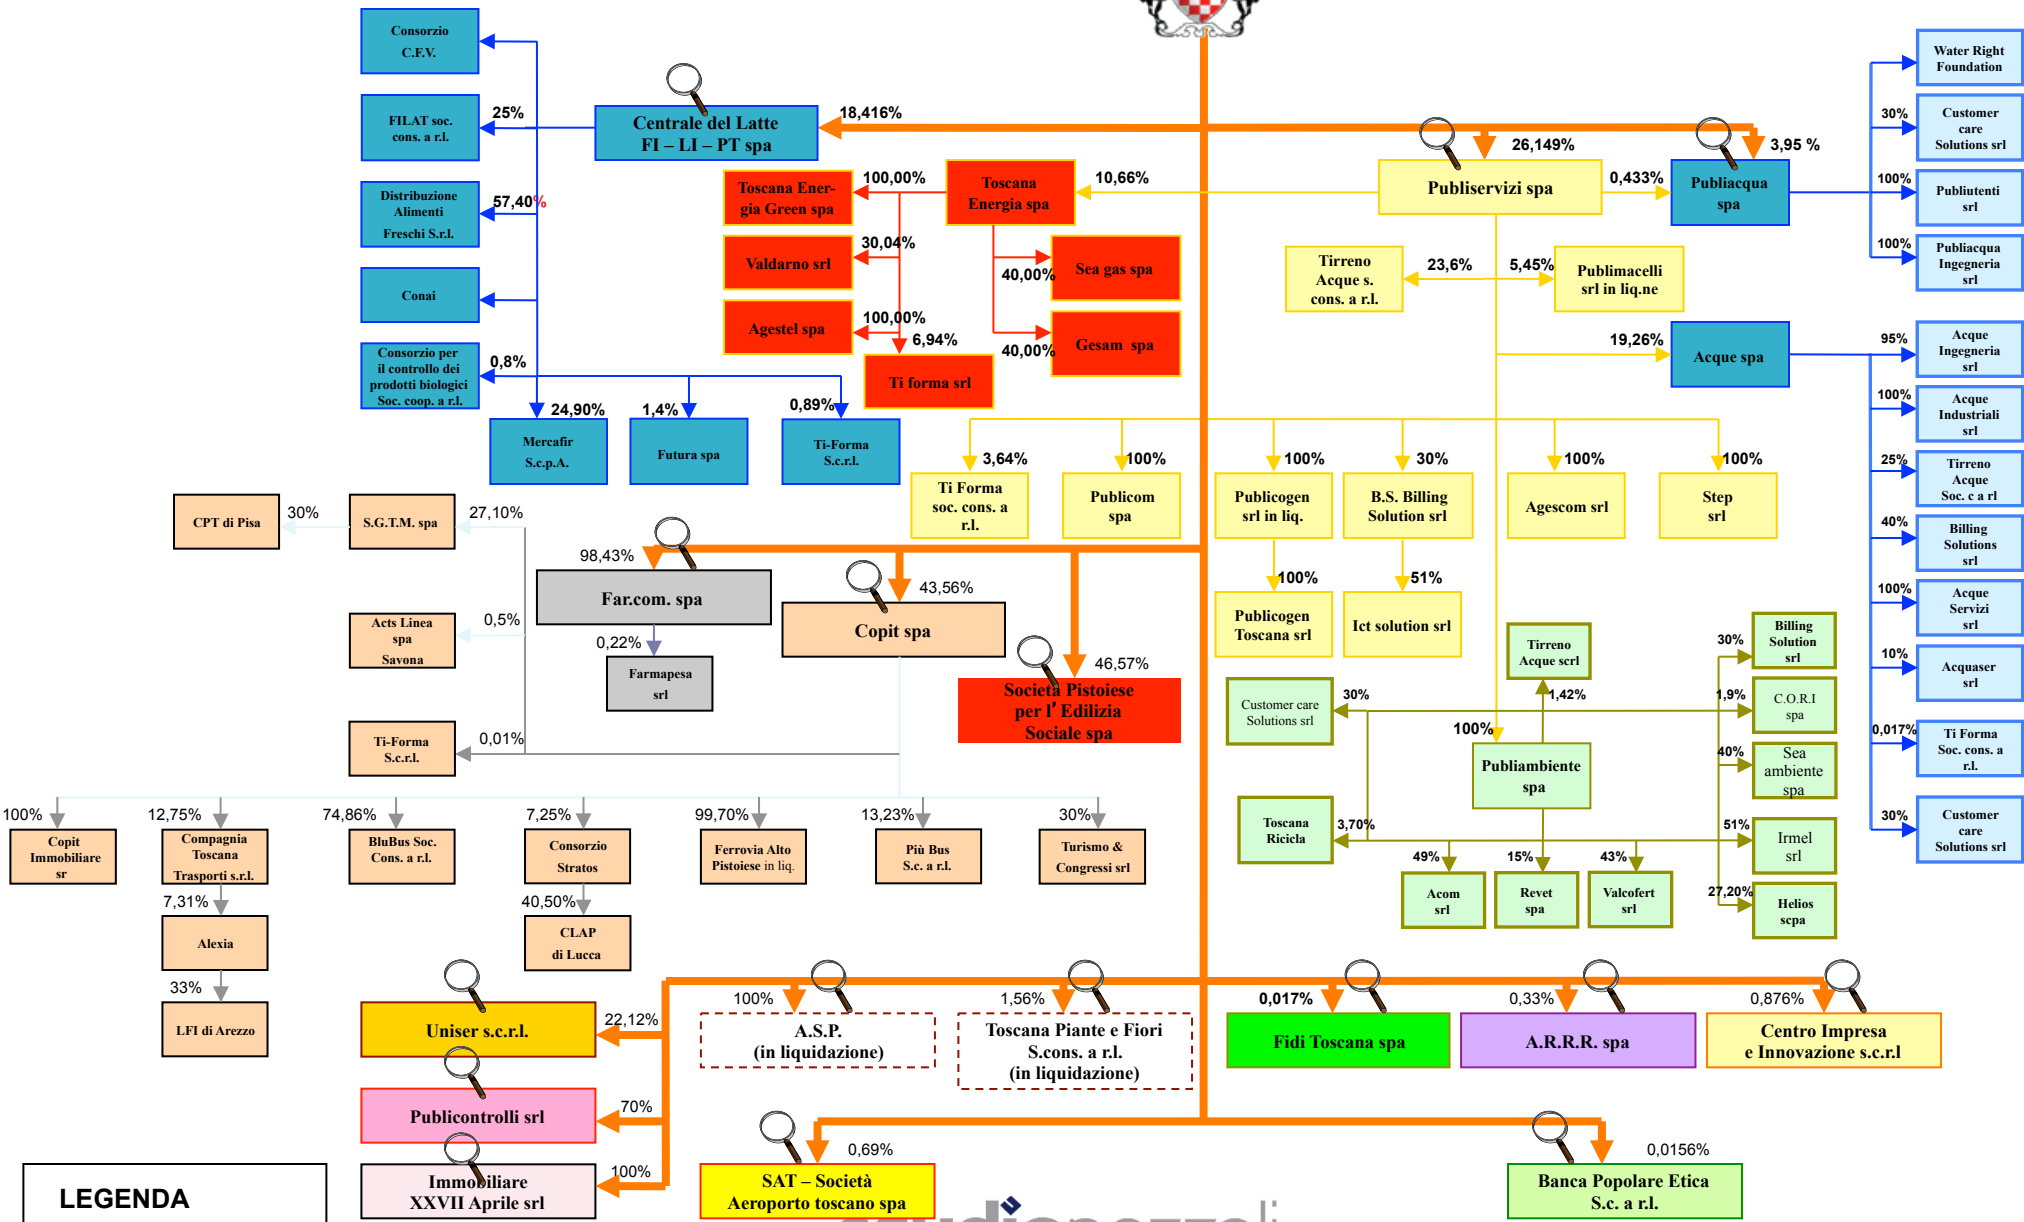 Consorzio
C.F.V.
FILAT soc.
cons. a r.l.
25%
Distribuzione
Alimenti
Freschi S.r.l.
57,40%
Conai
Consorzio per
il controllo dei
prodotti biologici
Soc. coop. a r.l.
0,8%
Centrale del Latte
FI – LI – PT spa
18,416%
24,90%
Mercafir
S.c.p.A.
1,4%
Futura spa
0,89%
Ti-Forma
S.c.r.l.
Toscana Ener-
gia Green spa
100,00%
Toscana
Energia spa
10,66%
Valdarno srl
30,04%
Agestel spa
100,00%
6,94%
Ti forma srl
Sea gas spa
40,00%
Gesam spa
40,00%
26,149%
Publiservizi spa
0,433%
3,95 %
Publiacqua
spa
Water Right
Foundation
30%
Customer
care
Solutions srl
100%
Publiutenti
srl
100%
Publiacqua
Ingegneria
srl
Tirreno
Acque s.
cons. a r.l.
23,6%
5,45%
Publimacelli
srl in liq.ne
19,26%
Acque spa
95%
Acque
Ingegneria
srl
100%
Acque
Industriali
srl
25%
Tirreno
Acque
Soc. c a rl
40%
Billing
Solutions
srl
100%
Acque
Servizi
srl
10%
Acquaser
srl
0,017%
Ti Forma
Soc. cons. a
r.l.
30%
Customer
care
Solutions srl
3,64%
Ti Forma
soc. cons. a
r.l.
100%
Publicom
spa
100%
Publicogen
srl in liq.
30%
B.S. Billing
Solution srl
100%
Agescom srl
100%
Step
srl
100%
Publicogen
Toscana srl
51%
Ict solution srl
CPT di Pisa
30%
S.G.T.M. spa
27,10%
98,43%
Far.com. spa
0,22%
Farmapesa
srl
43,56%
Copit spa
46,57%
Società Pistoiese
per l’ Edilizia
Sociale spa
Acts Linea
spa
Savona
0,5%
Ti-Forma
S.c.r.l.
0,01%
Tirreno
Acque scrl
1,42%
Customer care
Solutions srl
30%
100%
Publiambiente
spa
Toscana
Ricicla
3,70%
49%
Acom
srl
15%
Revet
spa
43%
Valcofert
srl
30%
Billing
Solution
srl
1,9%
C.O.R.I
spa
40%
Sea
ambiente
spa
51%
Irmel
srl
27,20%
Helios
scpa
100%
Copit
Immobiliare
sr
12,75%
Compagnia
Toscana
Trasporti s.r.l.
74,86%
BluBus Soc.
Cons. a r.l.
7,25%
Consorzio
Stratos
99,70%
Ferrovia Alto
Pistoiese in liq.
13,23%
Più Bus
S.c. a r.l.
30%
Turismo &
Congressi srl
7,31%
Alexia
40,50%
CLAP
di Lucca
33%
LFI di Arezzo
Uniser s.c.r.l.
22,12%
100%
A.S.P.
(in liquidazione)
1,56%
Toscana Piante e Fiori
S.cons. a r.l.
(in liquidazione)
0,017%
Fidi Toscana spa
0,33%
A.R.R.R. spa
0,876%
Centro Impresa
e Innovazione s.c.r.l
Publicontrolli srl
70%
Immobiliare
XXVII Aprile srl
100%
0,69%
SAT – Società
Aeroporto toscano spa
0,0156%
Banca Popolare Etica
S.c. a r.l.
LEGENDA